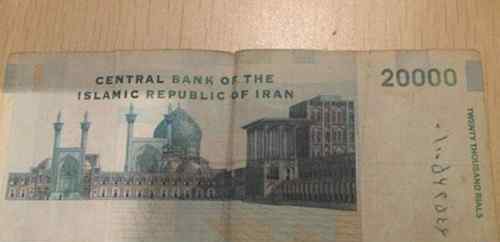 CENTRAL BANK OF THE
ISLAMIC REPUBLIC OF IRAN
20000
TWENTY THOUSAND RIALS